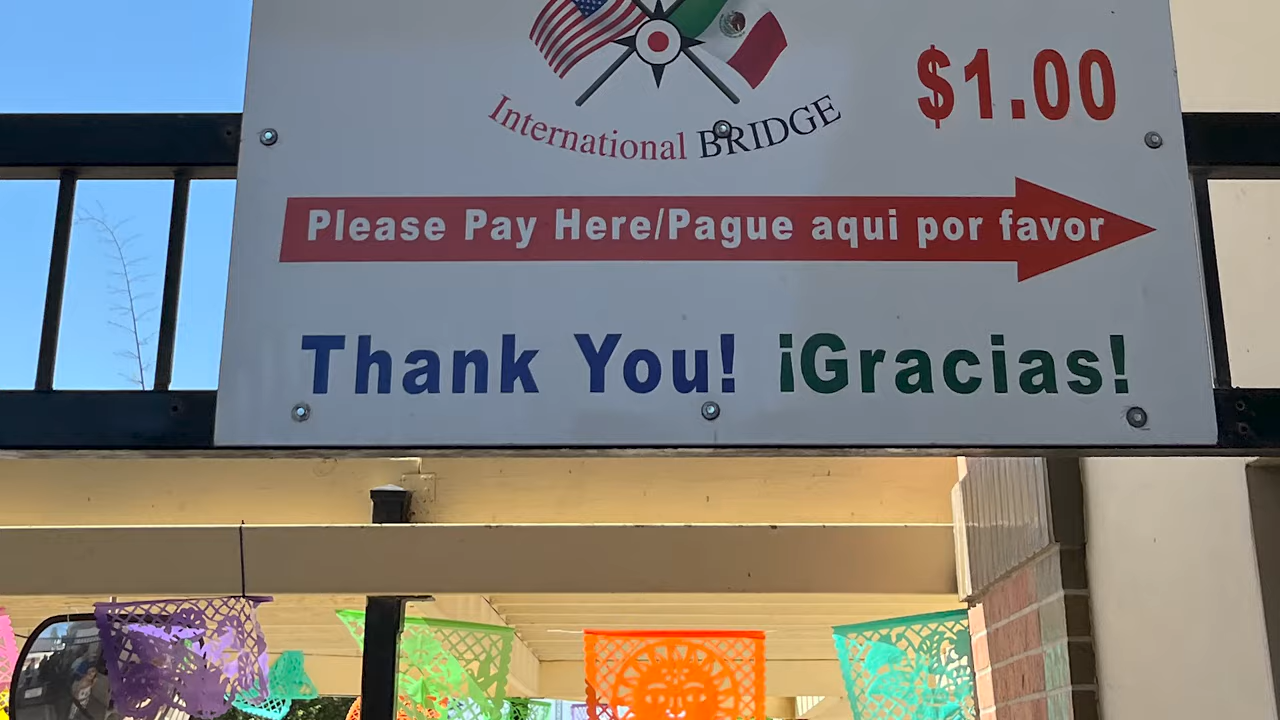 International BRIDGE
$1.00
Please Pay Here/Pague aqui por favor
Thank You! ¡Gracias!